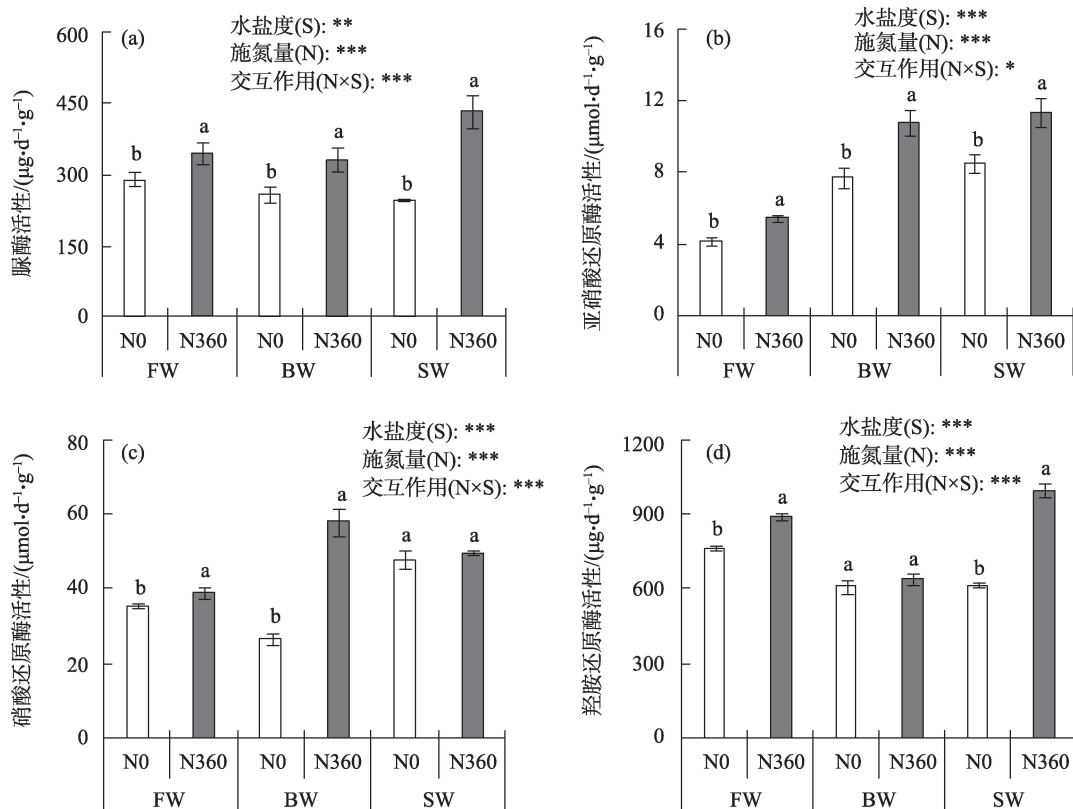 (a)
水盐度(S): **
施氮量(N): ***
交互作用(N×S): ***
脲酶活性/(μg·d⁻¹·g⁻¹)
600
450
300
150
0
b a b a b a
N0 N360 N0 N360 N0 N360
FW BW SW
(b)
水盐度(S): ***
施氮量(N): ***
交互作用(N×S): *
亚硝酸还原酶活性/(μmol·d⁻¹·g⁻¹)
16
12
8
4
0
b a b a b a
N0 N360 N0 N360 N0 N360
FW BW SW
(c)
水盐度(S): ***
施氮量(N): ***
交互作用(N×S): ***
硝酸还原酶活性/(μmol·d⁻¹·g⁻¹)
80
60
40
20
0
b a b a a a
N0 N360 N0 N360 N0 N360
FW BW SW
(d)
水盐度(S): ***
施氮量(N): ***
交互作用(N×S): ***
羟胺还原酶活性/(μg·d⁻¹·g⁻¹)
1200
900
600
300
0
b a a a b a
N0 N360 N0 N360 N0 N360
FW BW SW